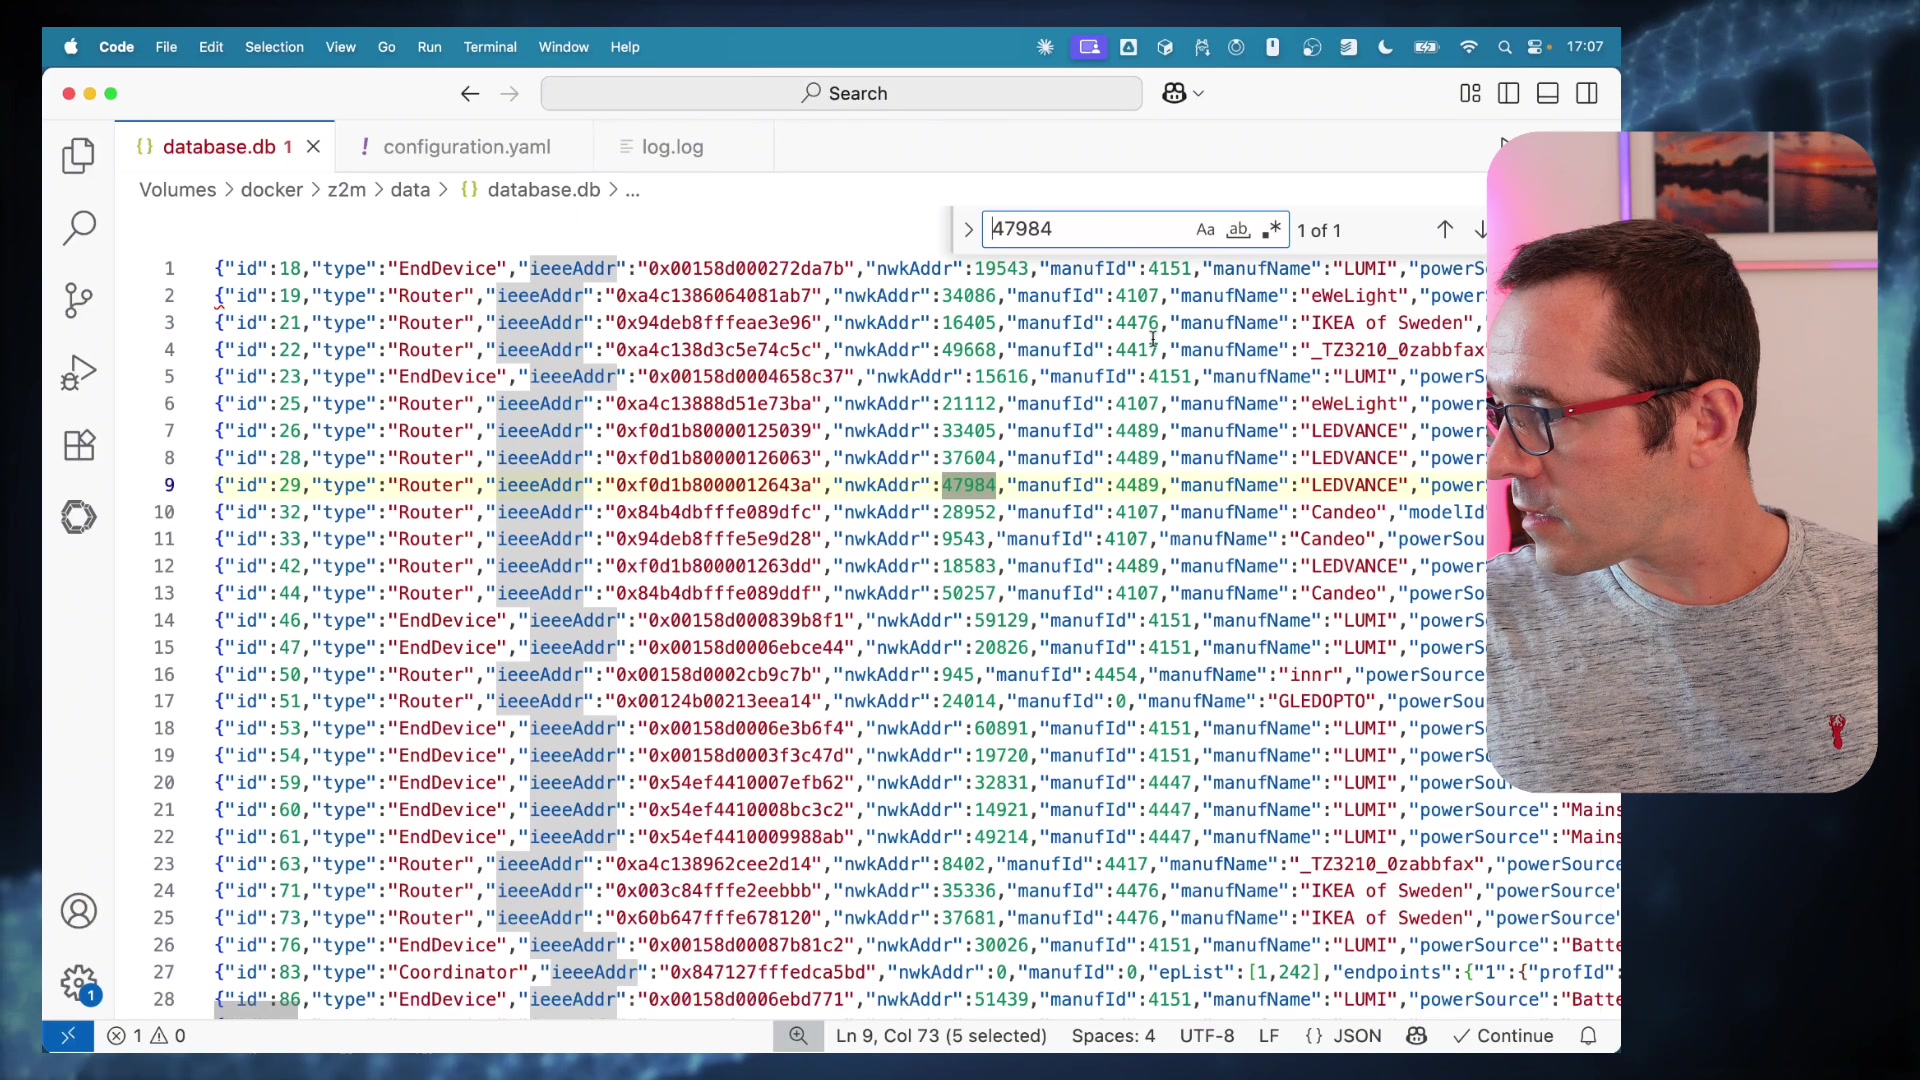 Code File Edit Selection View Go Run Terminal Window Help 17:07
Search
database.db 1 configuration.yaml log.log
Volumes > docker > z2m > data > {} database.db > ...
47984 Aa ab .* 1 of 1
1 {"id":18,"type":"EndDevice","ieeeAddr":"0x00158d000272da7b","nwkAddr":19543,"manufId":4151,"manufName":"LUMI","powerSo
2 {"id":19,"type":"Router","ieeeAddr":"0xa4c1386064081ab7","nwkAddr":34086,"manufId":4107,"manufName":"eWeLight","power
3 {"id":21,"type":"Router","ieeeAddr":"0x94deb8fffeae3e96","nwkAddr":16405,"manufId":4476,"manufName":"IKEA of Sweden",
4 {"id":22,"type":"Router","ieeeAddr":"0xa4c138d3c5e74c5c","nwkAddr":49668,"manufId":4417,"manufName":"_TZ3210_0zabbfax
5 {"id":23,"type":"EndDevice","ieeeAddr":"0x00158d0004658c37","nwkAddr":15616,"manufId":4151,"manufName":"LUMI","powerS
6 {"id":25,"type":"Router","ieeeAddr":"0xa4c13888d51e73ba","nwkAddr":21112,"manufId":4107,"manufName":"eWeLight","power
7 {"id":26,"type":"Router","ieeeAddr":"0xf0d1b80000125039","nwkAddr":33405,"manufId":4489,"manufName":"LEDVANCE","power
8 {"id":28,"type":"Router","ieeeAddr":"0xf0d1b80000126063","nwkAddr":37604,"manufId":4489,"manufName":"LEDVANCE","power
9 {"id":29,"type":"Router","ieeeAddr":"0xf0d1b8000012643a","nwkAddr":47984,"manufId":4489,"manufName":"LEDVANCE","power
10 {"id":32,"type":"Router","ieeeAddr":"0x84b4dbfffe089dfc","nwkAddr":28952,"manufId":4107,"manufName":"Candeo","modelId
11 {"id":33,"type":"Router","ieeeAddr":"0x94deb8fffe5e9d28","nwkAddr":9543,"manufId":4107,"manufName":"Candeo","powerSou
12 {"id":42,"type":"Router","ieeeAddr":"0xf0d1b800001263dd","nwkAddr":18583,"manufId":4489,"manufName":"LEDVANCE","power
13 {"id":44,"type":"Router","ieeeAddr":"0x84b4dbfffe089ddf","nwkAddr":50257,"manufId":4107,"manufName":"Candeo","powerSo
14 {"id":46,"type":"EndDevice","ieeeAddr":"0x00158d000839b8f1","nwkAddr":59129,"manufId":4151,"manufName":"LUMI","powerS
15 {"id":47,"type":"EndDevice","ieeeAddr":"0x00158d0006ebce44","nwkAddr":20826,"manufId":4151,"manufName":"LUMI","powerS
16 {"id":50,"type":"Router","ieeeAddr":"0x00158d0002cb9c7b","nwkAddr":945,"manufId":4454,"manufName":"innr","powerSource
17 {"id":51,"type":"Router","ieeeAddr":"0x00124b00213eea14","nwkAddr":24014,"manufId":0,"manufName":"GLEDOPTO","powerSou
18 {"id":53,"type":"EndDevice","ieeeAddr":"0x00158d0006e3b6f4","nwkAddr":60891,"manufId":4151,"manufName":"LUMI","powerS
19 {"id":54,"type":"EndDevice","ieeeAddr":"0x00158d0003f3c47d","nwkAddr":19720,"manufId":4151,"manufName":"LUMI","powerS
20 {"id":59,"type":"EndDevice","ieeeAddr":"0x54ef4410007efb62","nwkAddr":32831,"manufId":4447,"manufName":"LUMI","powerSou
21 {"id":60,"type":"EndDevice","ieeeAddr":"0x54ef4410008bc3c2","nwkAddr":14921,"manufId":4447,"manufName":"LUMI","powerSource":"Mains
22 {"id":61,"type":"EndDevice","ieeeAddr":"0x54ef4410009988ab","nwkAddr":49214,"manufId":4447,"manufName":"LUMI","powerSource":"Mains
23 {"id":63,"type":"Router","ieeeAddr":"0xa4c138962cee2d14","nwkAddr":8402,"manufId":4417,"manufName":"_TZ3210_0zabbfax","powerSource
24 {"id":71,"type":"Router","ieeeAddr":"0x003c84fffe2eebbb","nwkAddr":35336,"manufId":4476,"manufName":"IKEA of Sweden","powerSource"
25 {"id":73,"type":"Router","ieeeAddr":"0x60b647fffe678120","nwkAddr":37681,"manufId":4476,"manufName":"IKEA of Sweden","powerSource"
26 {"id":76,"type":"EndDevice","ieeeAddr":"0x00158d00087b81c2","nwkAddr":30026,"manufId":4151,"manufName":"LUMI","powerSource":"Batte
27 {"id":83,"type":"Coordinator","ieeeAddr":"0x847127fffedca5bd","nwkAddr":0,"manufId":0,"epList":[1,242],"endpoints":{"1":{"profId":
28 {"id":86,"type":"EndDevice","ieeeAddr":"0x00158d0006ebd771","nwkAddr":51439,"manufId":4151,"manufName":"LUMI","powerSource":"Batte
1
1 0 Ln 9, Col 73 (5 selected) Spaces: 4 UTF-8 LF {} JSON Continue